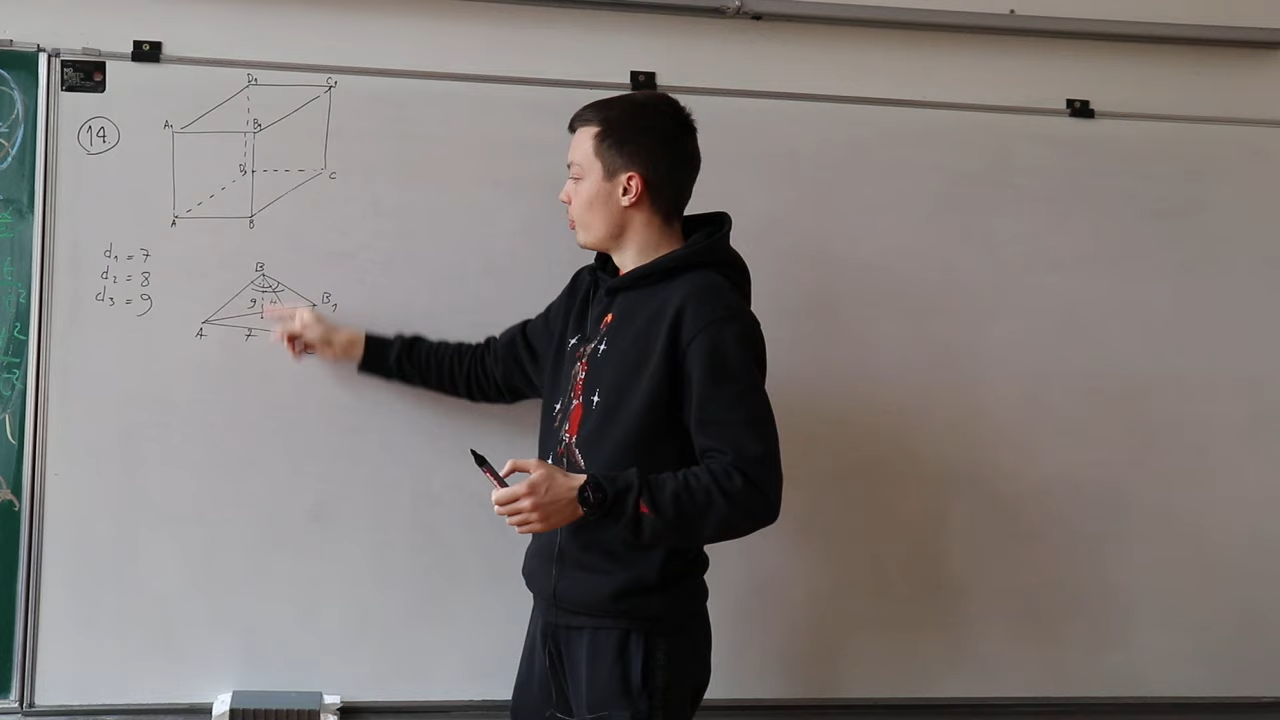 14.
D₁ C₁
A₁ B₁
D C
A B
d₁ = 7
d₂ = 8
d₃ = 9
B
9
B₁
A
7